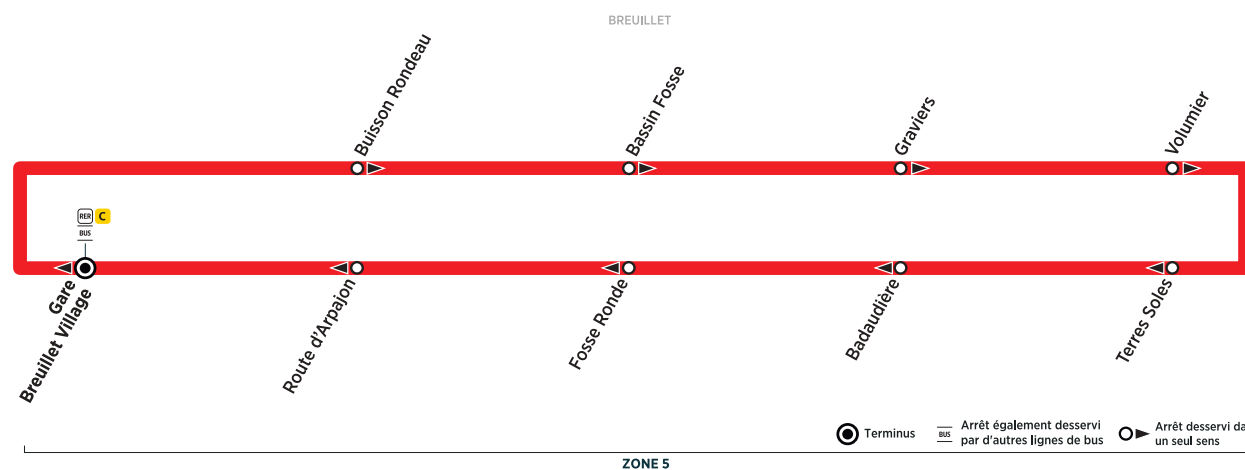 BREUILLET
Buisson Rondeau
Bassin Fosse
Graviers
Volumier
RER C
BUS
Gare
Breuillet Village
Route d'Arpajon
Fosse Ronde
Badaudière
Terres Soles
Terminus
BUS
Arrêt également desservi
par d'autres lignes de bus
Arrêt desservi da
un seul sens
ZONE 5